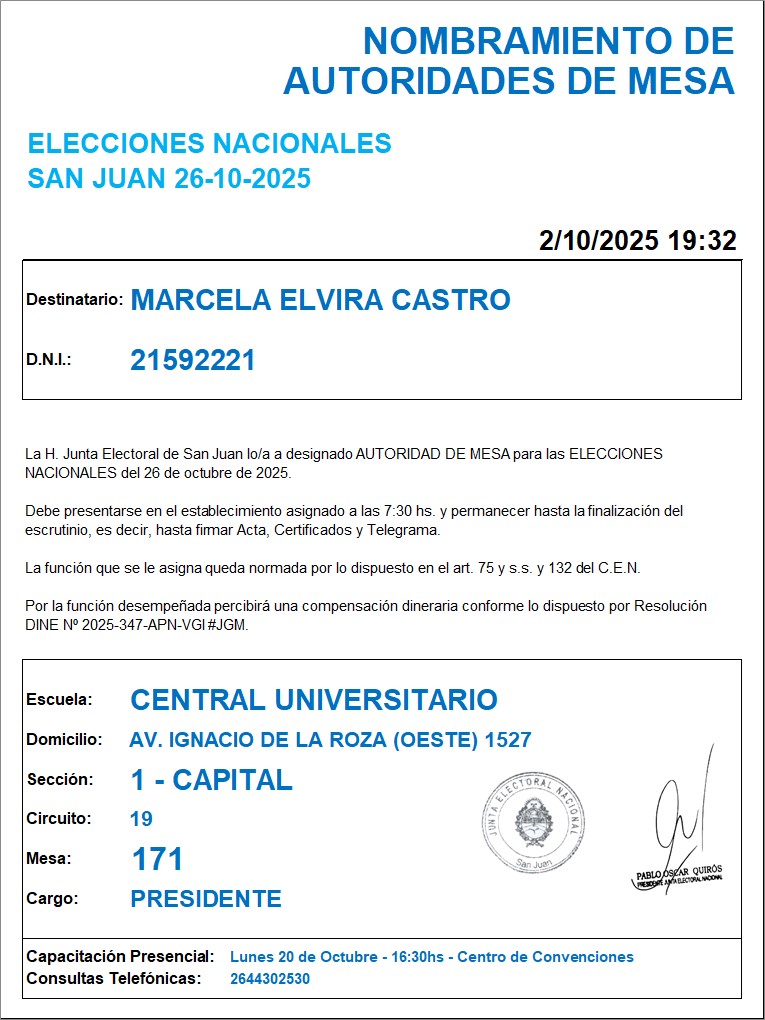 NOMBRAMIENTO DE
AUTORIDADES DE MESA
ELECCIONES NACIONALES
SAN JUAN 26-10-2025
2/10/2025 19:32
Destinatario: MARCELA ELVIRA CASTRO
D.N.I.: 21592221
La H. Junta Electoral de San Juan lo/a a designado AUTORIDAD DE MESA para las ELECCIONES
NACIONALES del 26 de octubre de 2025.
Debe presentarse en el establecimiento asignado a las 7:30 hs. y permanecer hasta la finalización del
escrutinio, es decir, hasta firmar Acta, Certificados y Telegrama.
La función que se le asigna queda normada por lo dispuesto en el art. 75 y s.s. y 132 del C.E.N.
Por la función desempeñada percibirá una compensación dineraria conforme lo dispuesto por Resolución
DINE Nº 2025-347-APN-VGI#JGM.
Escuela: CENTRAL UNIVERSITARIO
Domicilio: AV. IGNACIO DE LA ROZA (OESTE) 1527
Sección: 1 - CAPITAL
Circuito: 19
Mesa: 171
Cargo: PRESIDENTE
JUNTA ELECTORAL NACIONAL
San Juan
PABLO OSCAR QUIRÓS
PRESIDENTE JUNTA ELECTORAL NACIONAL
Capacitación Presencial: Lunes 20 de Octubre - 16:30hs - Centro de Convenciones
Consultas Telefónicas: 2644302530